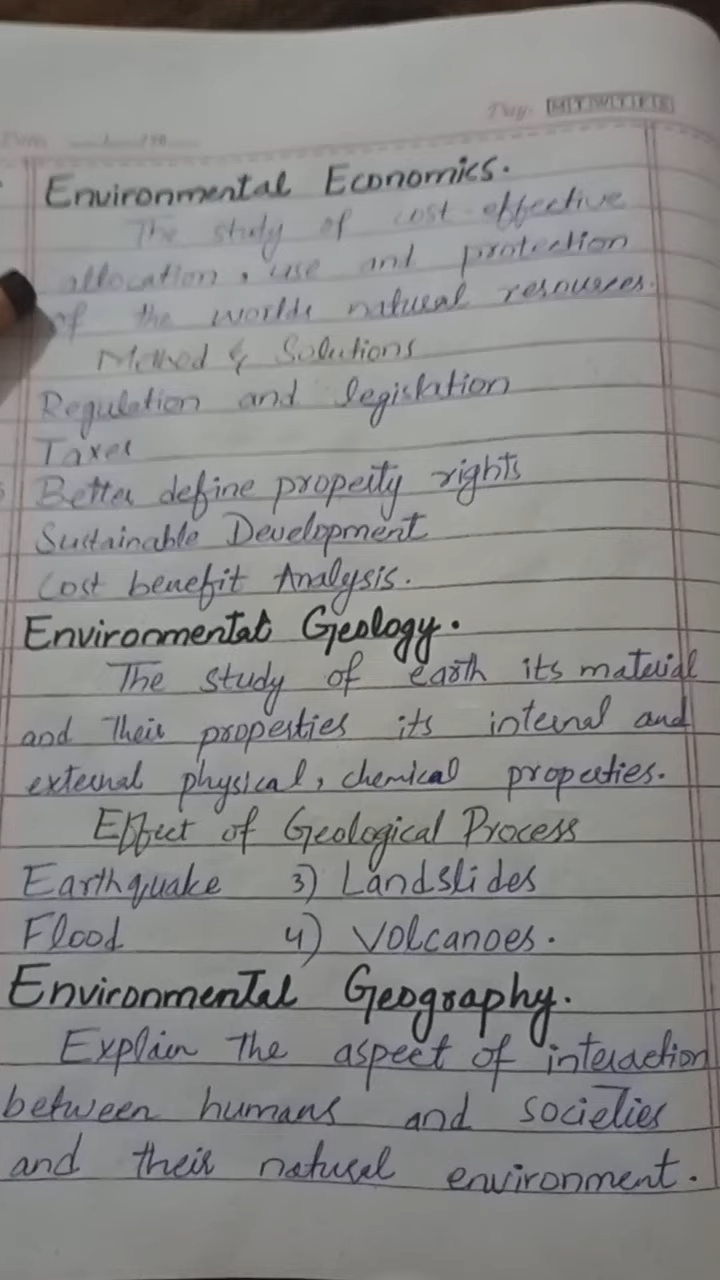 Day: M T W T F S
Environmental Economics.
The study of cost-effective
allocation, use and protection
of the worlds natural resources.
Method & Solutions
Regulation and legislation
Taxes
Better define property rights
Sustainable Development
Cost benefit Analysis.
Environmental Geology.
The study of earth its material
and their properties its internal and
external physical, chemical properties.
Effect of Geological Process
Earthquake 3) Landslides
Flood 4) Volcanoes.
Environmental Geography.
Explain the aspect of interaction
between humans and societies
and their natural environment.